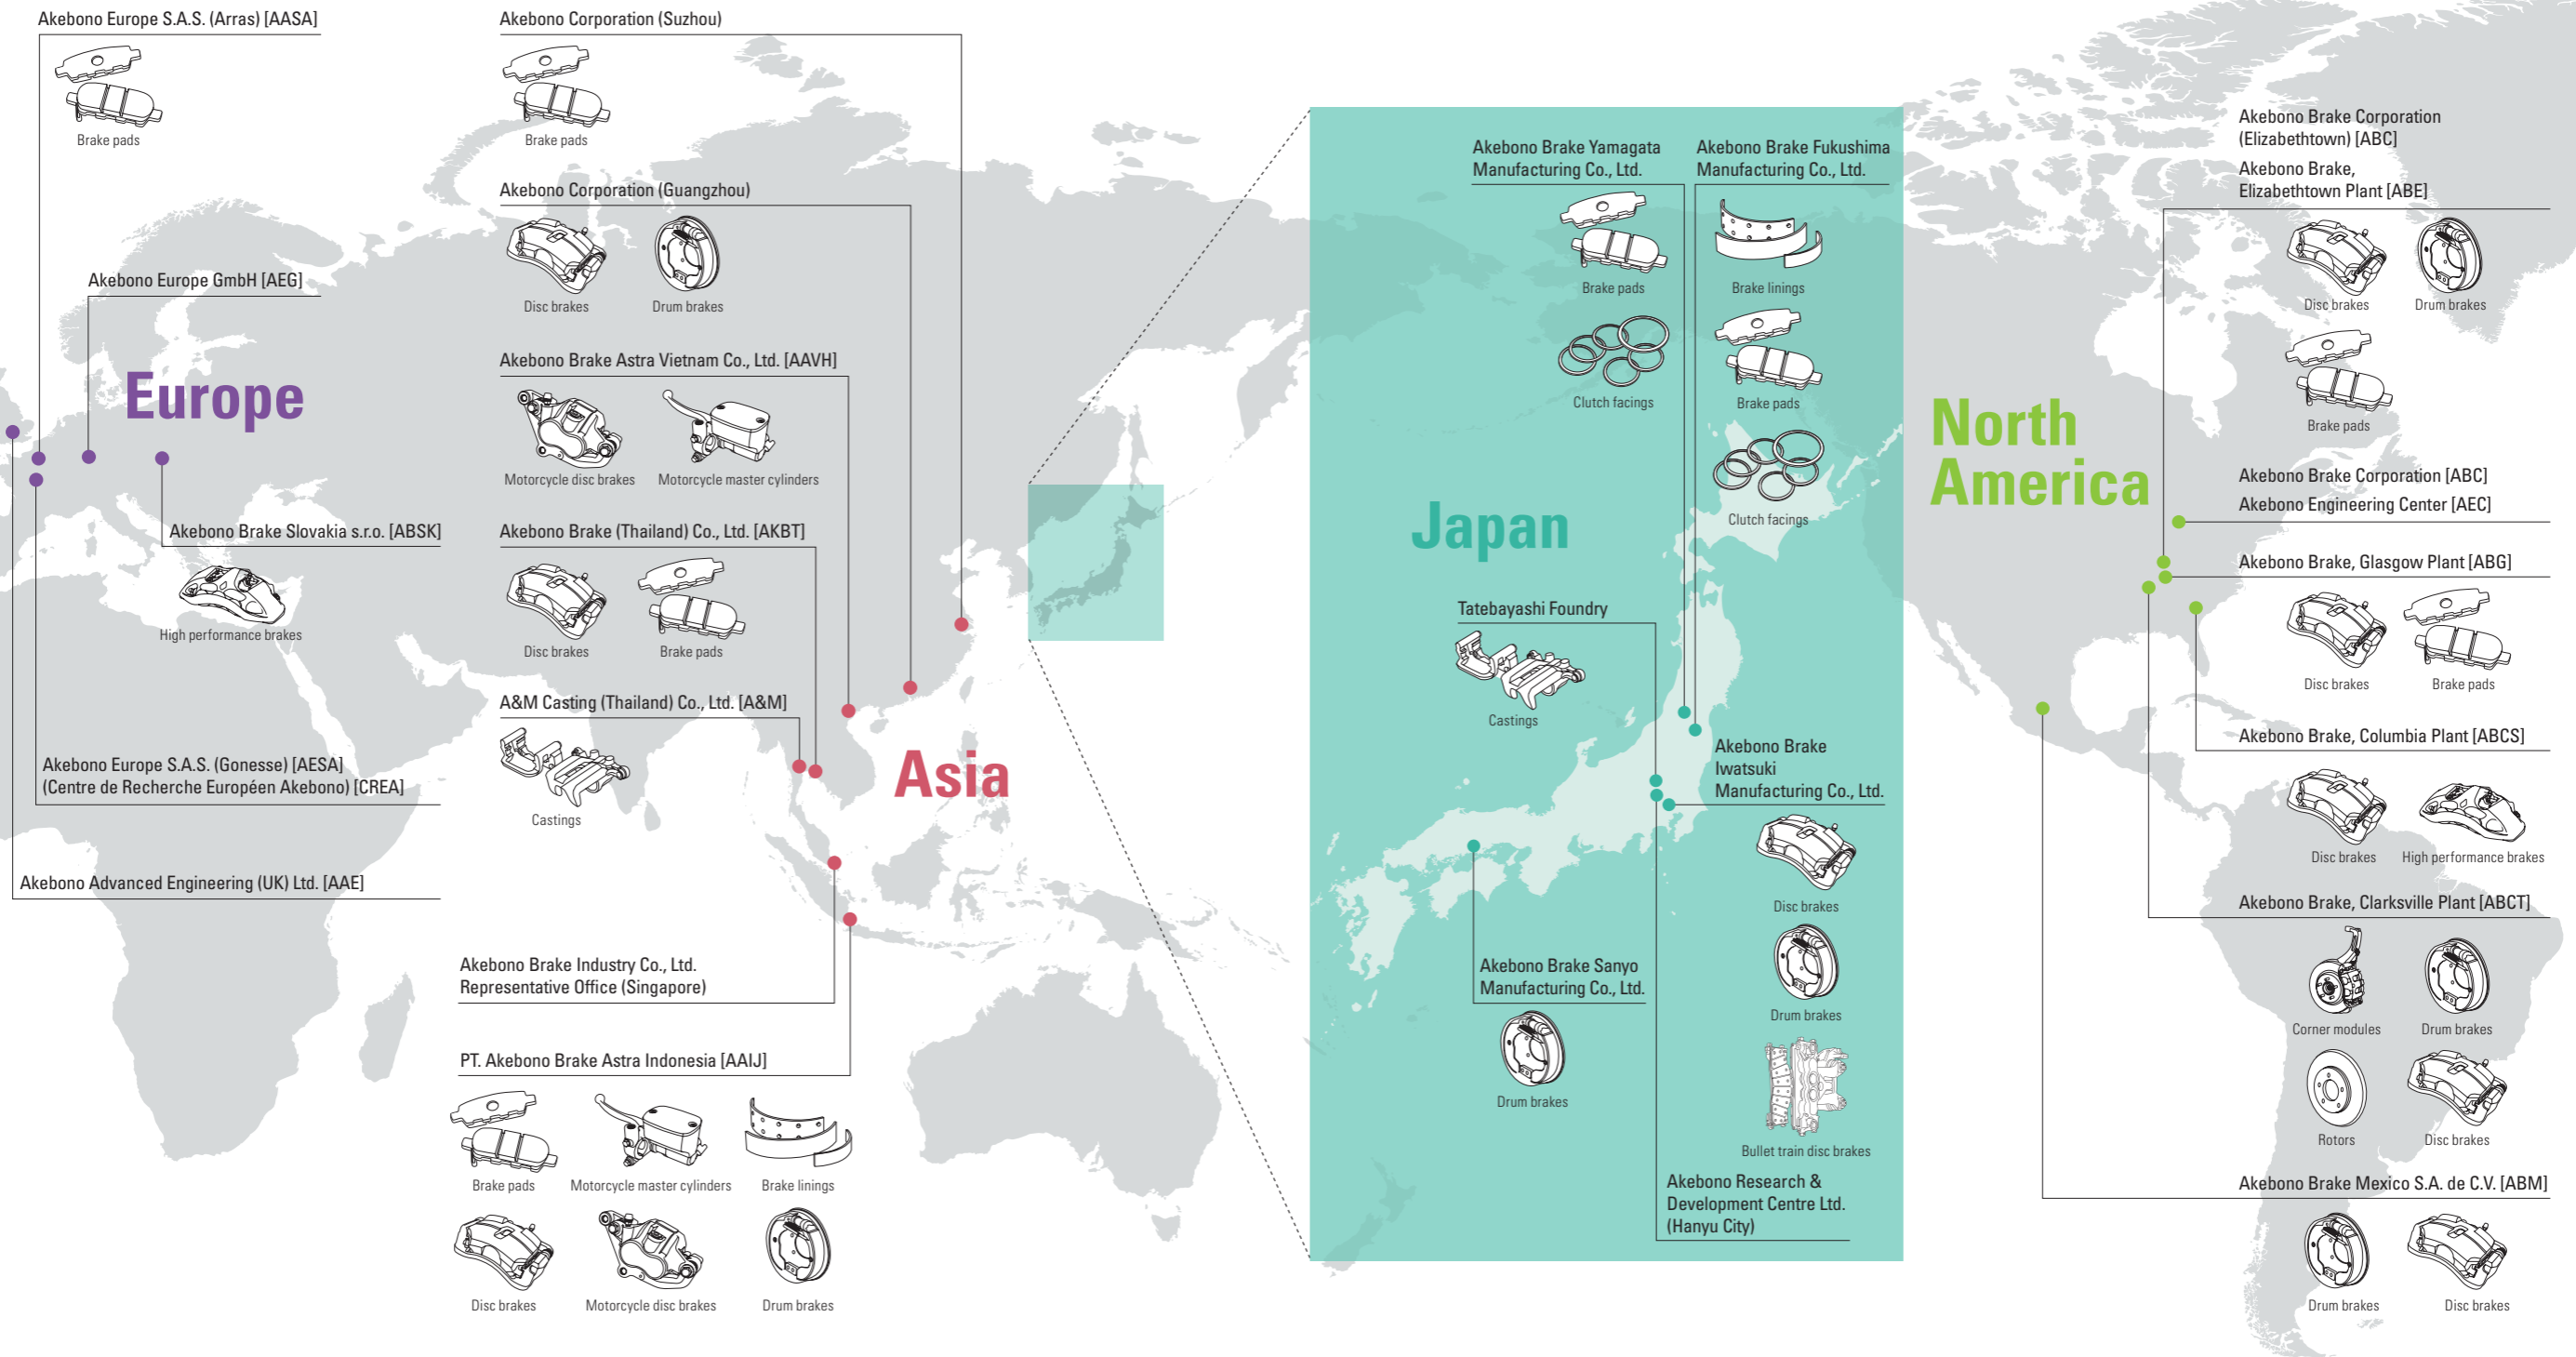 Akebono Europe S.A.S. (Arras) [AASA]
Brake pads
Akebono Europe GmbH [AEG]
Europe
Akebono Brake Slovakia s.r.o. [ABSK]
High performance brakes
Akebono Europe S.A.S. (Gonesse) [AESA]
(Centre de Recherche Européen Akebono) [CREA]
Akebono Advanced Engineering (UK) Ltd. [AAE]
Akebono Corporation (Suzhou)
Brake pads
Akebono Corporation (Guangzhou)
Disc brakes
Drum brakes
Akebono Brake Astra Vietnam Co., Ltd. [AAVH]
Motorcycle disc brakes
Motorcycle master cylinders
Akebono Brake (Thailand) Co., Ltd. [AKBT]
Disc brakes
Brake pads
A&M Casting (Thailand) Co., Ltd. [A&M]
Castings
Asia
Akebono Brake Industry Co., Ltd.
Representative Office (Singapore)
PT. Akebono Brake Astra Indonesia [AAIJ]
Brake pads
Motorcycle master cylinders
Brake linings
Disc brakes
Motorcycle disc brakes
Drum brakes
Japan
Akebono Brake Yamagata
Manufacturing Co., Ltd.
Brake pads
Clutch facings
Akebono Brake Fukushima
Manufacturing Co., Ltd.
Brake linings
Brake pads
Clutch facings
Tatebayashi Foundry
Castings
Akebono Brake
Iwatsuki
Manufacturing Co., Ltd.
Disc brakes
Drum brakes
Bullet train disc brakes
Akebono Brake Sanyo
Manufacturing Co., Ltd.
Drum brakes
Akebono Research &
Development Centre Ltd.
(Hanyu City)
North
America
Akebono Brake Corporation
(Elizabethtown) [ABC]
Akebono Brake,
Elizabethtown Plant [ABE]
Disc brakes
Drum brakes
Brake pads
Akebono Brake Corporation [ABC]
Akebono Engineering Center [AEC]
Akebono Brake, Glasgow Plant [ABG]
Disc brakes
Brake pads
Akebono Brake, Columbia Plant [ABCS]
Disc brakes
High performance brakes
Akebono Brake, Clarksville Plant [ABCT]
Corner modules
Drum brakes
Rotors
Disc brakes
Akebono Brake Mexico S.A. de C.V. [ABM]
Drum brakes
Disc brakes